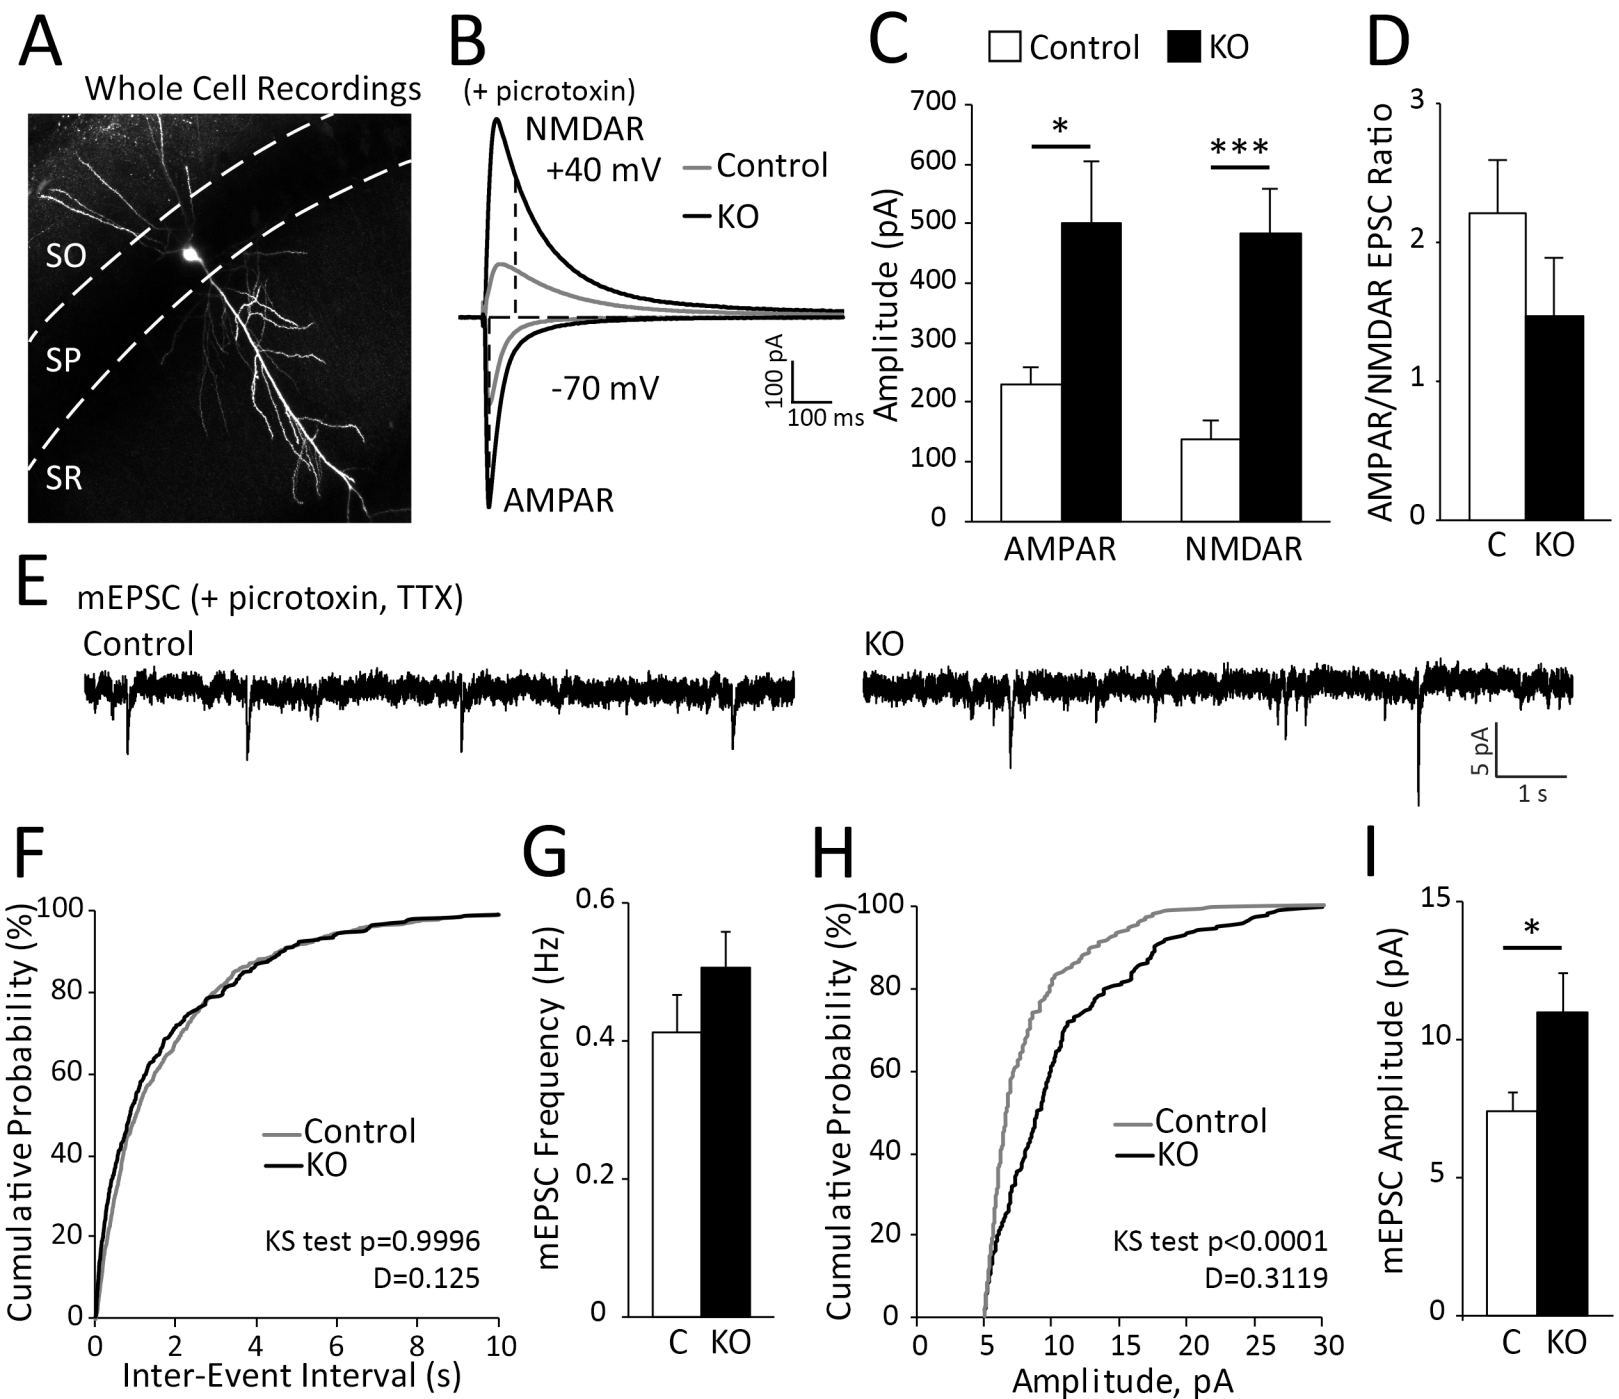 A
Whole Cell Recordings
SO
SP
SR
B
(+ picrotoxin)
NMDAR
+40 mV
Control
KO
-70 mV
100 pA
100 ms
AMPAR
C
Control KO
Amplitude (pA)
700
600
500
400
300
200
100
0
*
***
AMPAR NMDAR
D
AMPAR/NMDAR EPSC Ratio
3
2
1
0
C KO
E
mEPSC (+ picrotoxin, TTX)
Control
KO
5 pA
1 s
F
Cumulative Probability (%)
100
80
60
40
20
0
Control
KO
KS test p=0.9996
D=0.125
0 2 4 6 8 10
Inter-Event Interval (s)
G
mEPSC Frequency (Hz)
0.6
0.4
0.2
0
C KO
H
Cumulative Probability (%)
100
80
60
40
20
0
Control
KO
KS test p<0.0001
D=0.3119
0 5 10 15 20 25 30
Amplitude, pA
I
mEPSC Amplitude (pA)
15
10
5
0
*
C KO